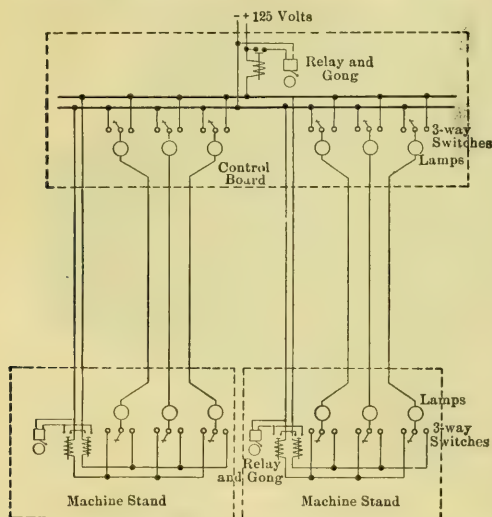 - + 125 Volts
Relay and
Gong
3-way
Switches
Lamps
Control
Board
Lamps
3-way
Switches
Relay
and Gong
Machine Stand
Machine Stand